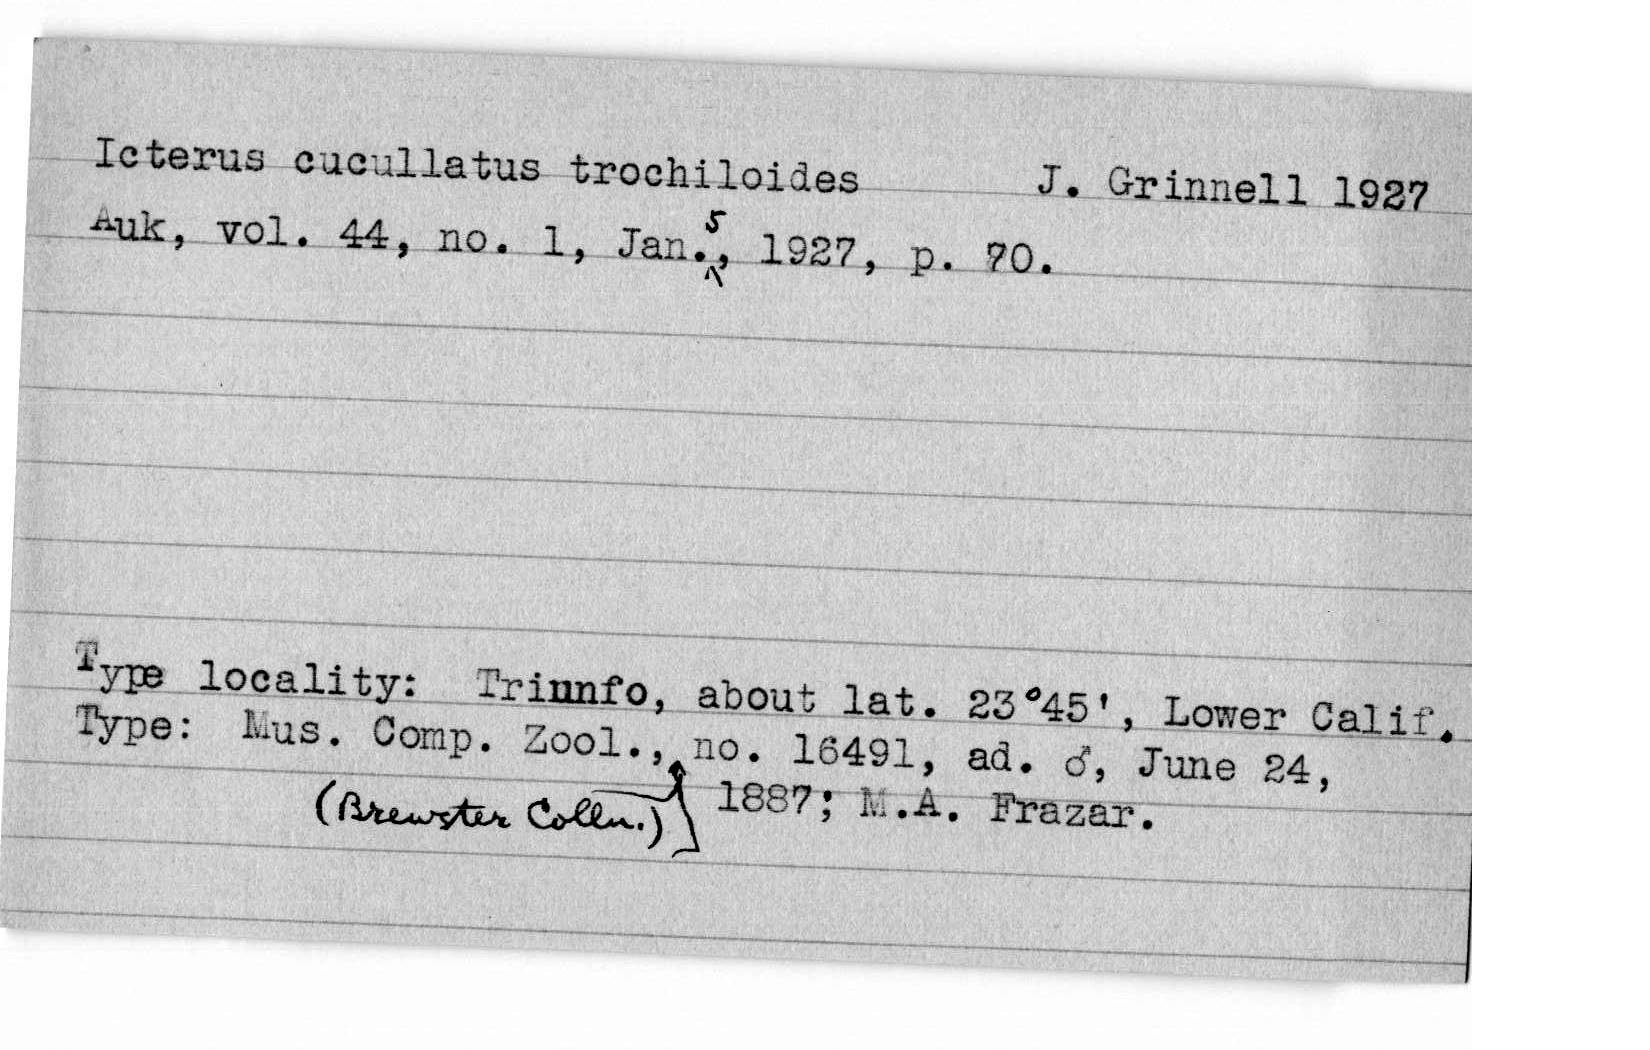 Icterus cucullatus trochiloides J. Grinnell 1927
Auk, vol. 44, no. 1, Jan. 5, 1927, p. 70.
Type locality: Triunfo, about lat. 23°45', Lower Calif.
Type: Mus. Comp. Zool., no. 16491, ad. ♂, June 24,
(Brewster Colln.) 1887; M.A. Frazar.